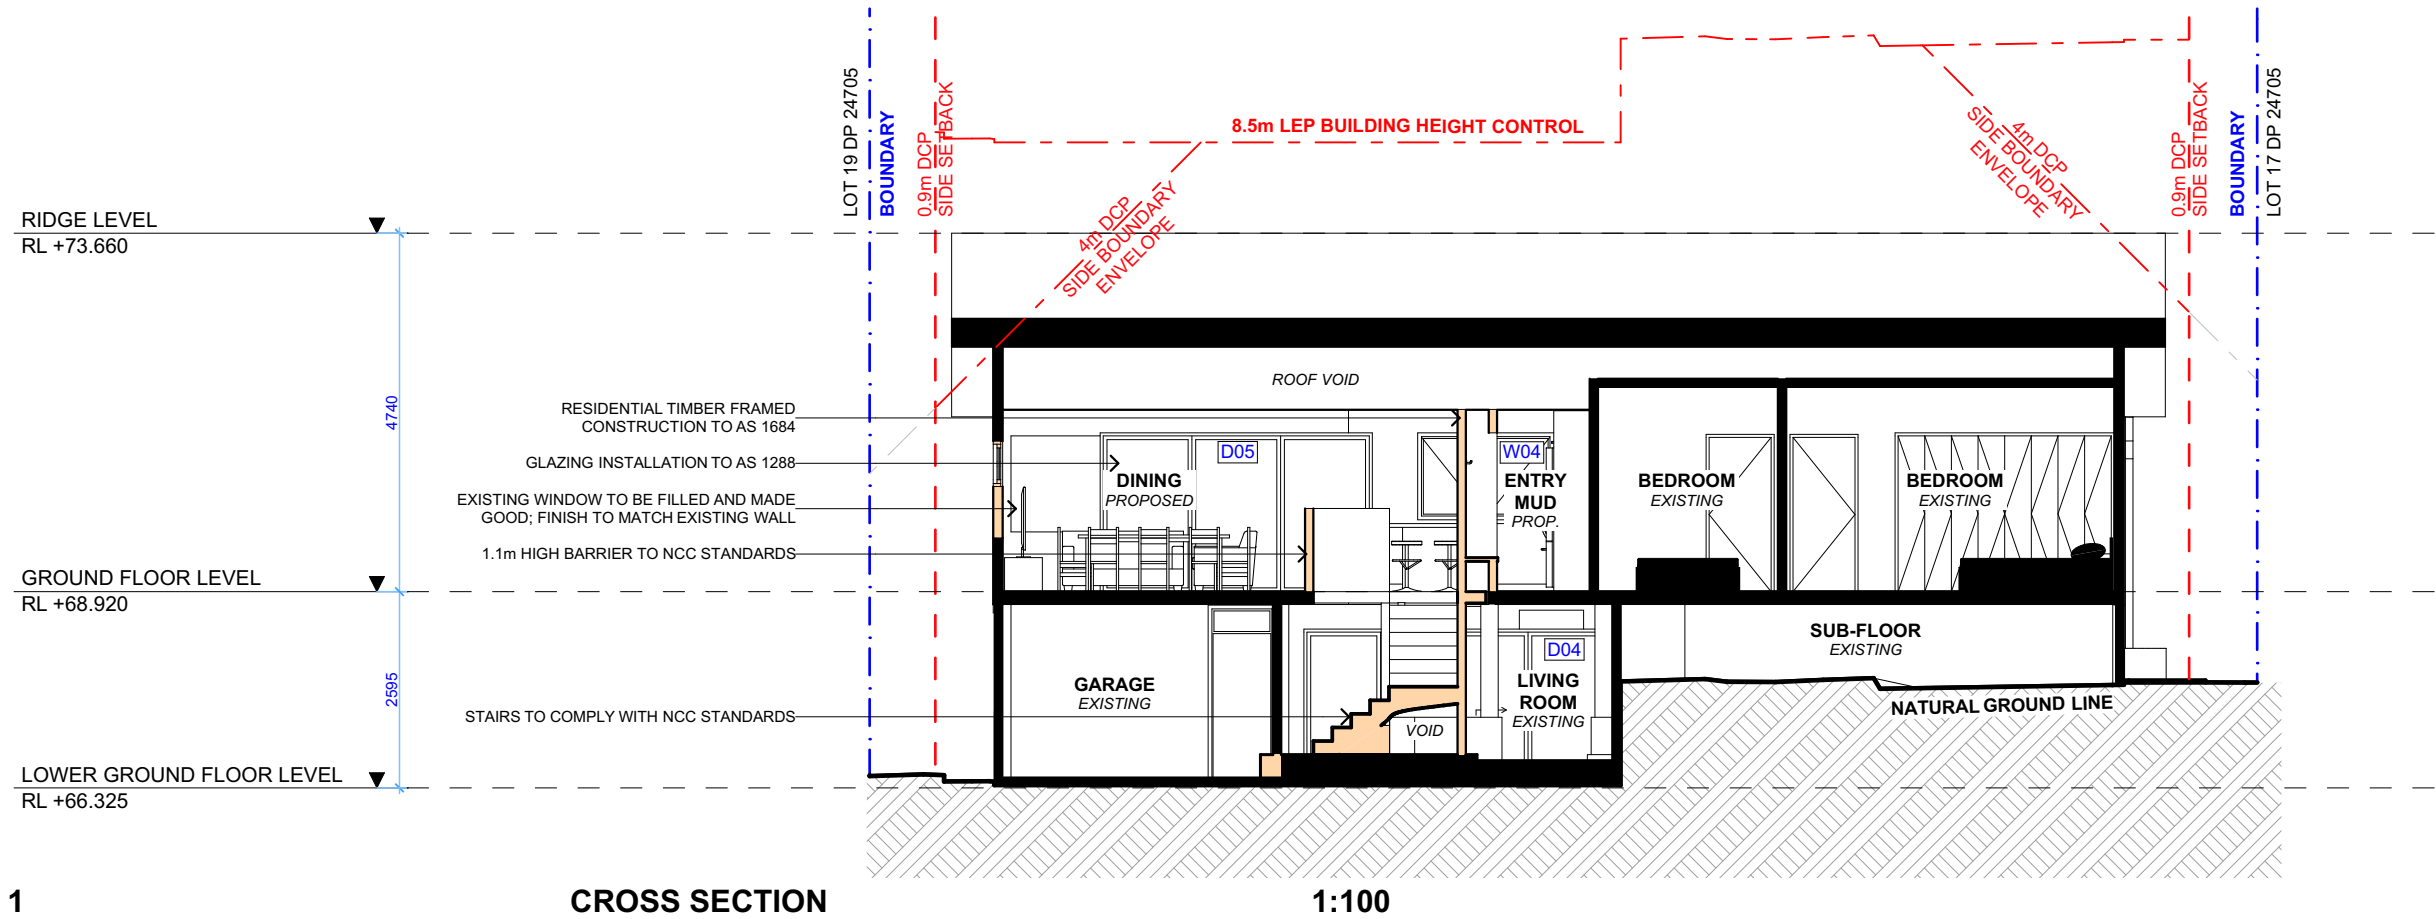 LOT 19 DP 24705
BOUNDARY
0.9m DCP
SIDE SETBACK
8.5m LEP BUILDING HEIGHT CONTROL
4m DCP
SIDE BOUNDARY
ENVELOPE
4m DCP
SIDE BOUNDARY
ENVELOPE
0.9m DCP
SIDE SETBACK
BOUNDARY
LOT 17 DP 24705
RIDGE LEVEL
RL +73.660
4740
ROOF VOID
RESIDENTIAL TIMBER FRAMED
CONSTRUCTION TO AS 1684
GLAZING INSTALLATION TO AS 1288
EXISTING WINDOW TO BE FILLED AND MADE
GOOD; FINISH TO MATCH EXISTING WALL
1.1m HIGH BARRIER TO NCC STANDARDS
D05
DINING
PROPOSED
W04
ENTRY
MUD
PROP.
BEDROOM
EXISTING
BEDROOM
EXISTING
GROUND FLOOR LEVEL
RL +68.920
2595
SUB-FLOOR
EXISTING
GARAGE
EXISTING
D04
LIVING
ROOM
EXISTING
VOID
NATURAL GROUND LINE
STAIRS TO COMPLY WITH NCC STANDARDS
LOWER GROUND FLOOR LEVEL
RL +66.325
1
CROSS SECTION
1:100